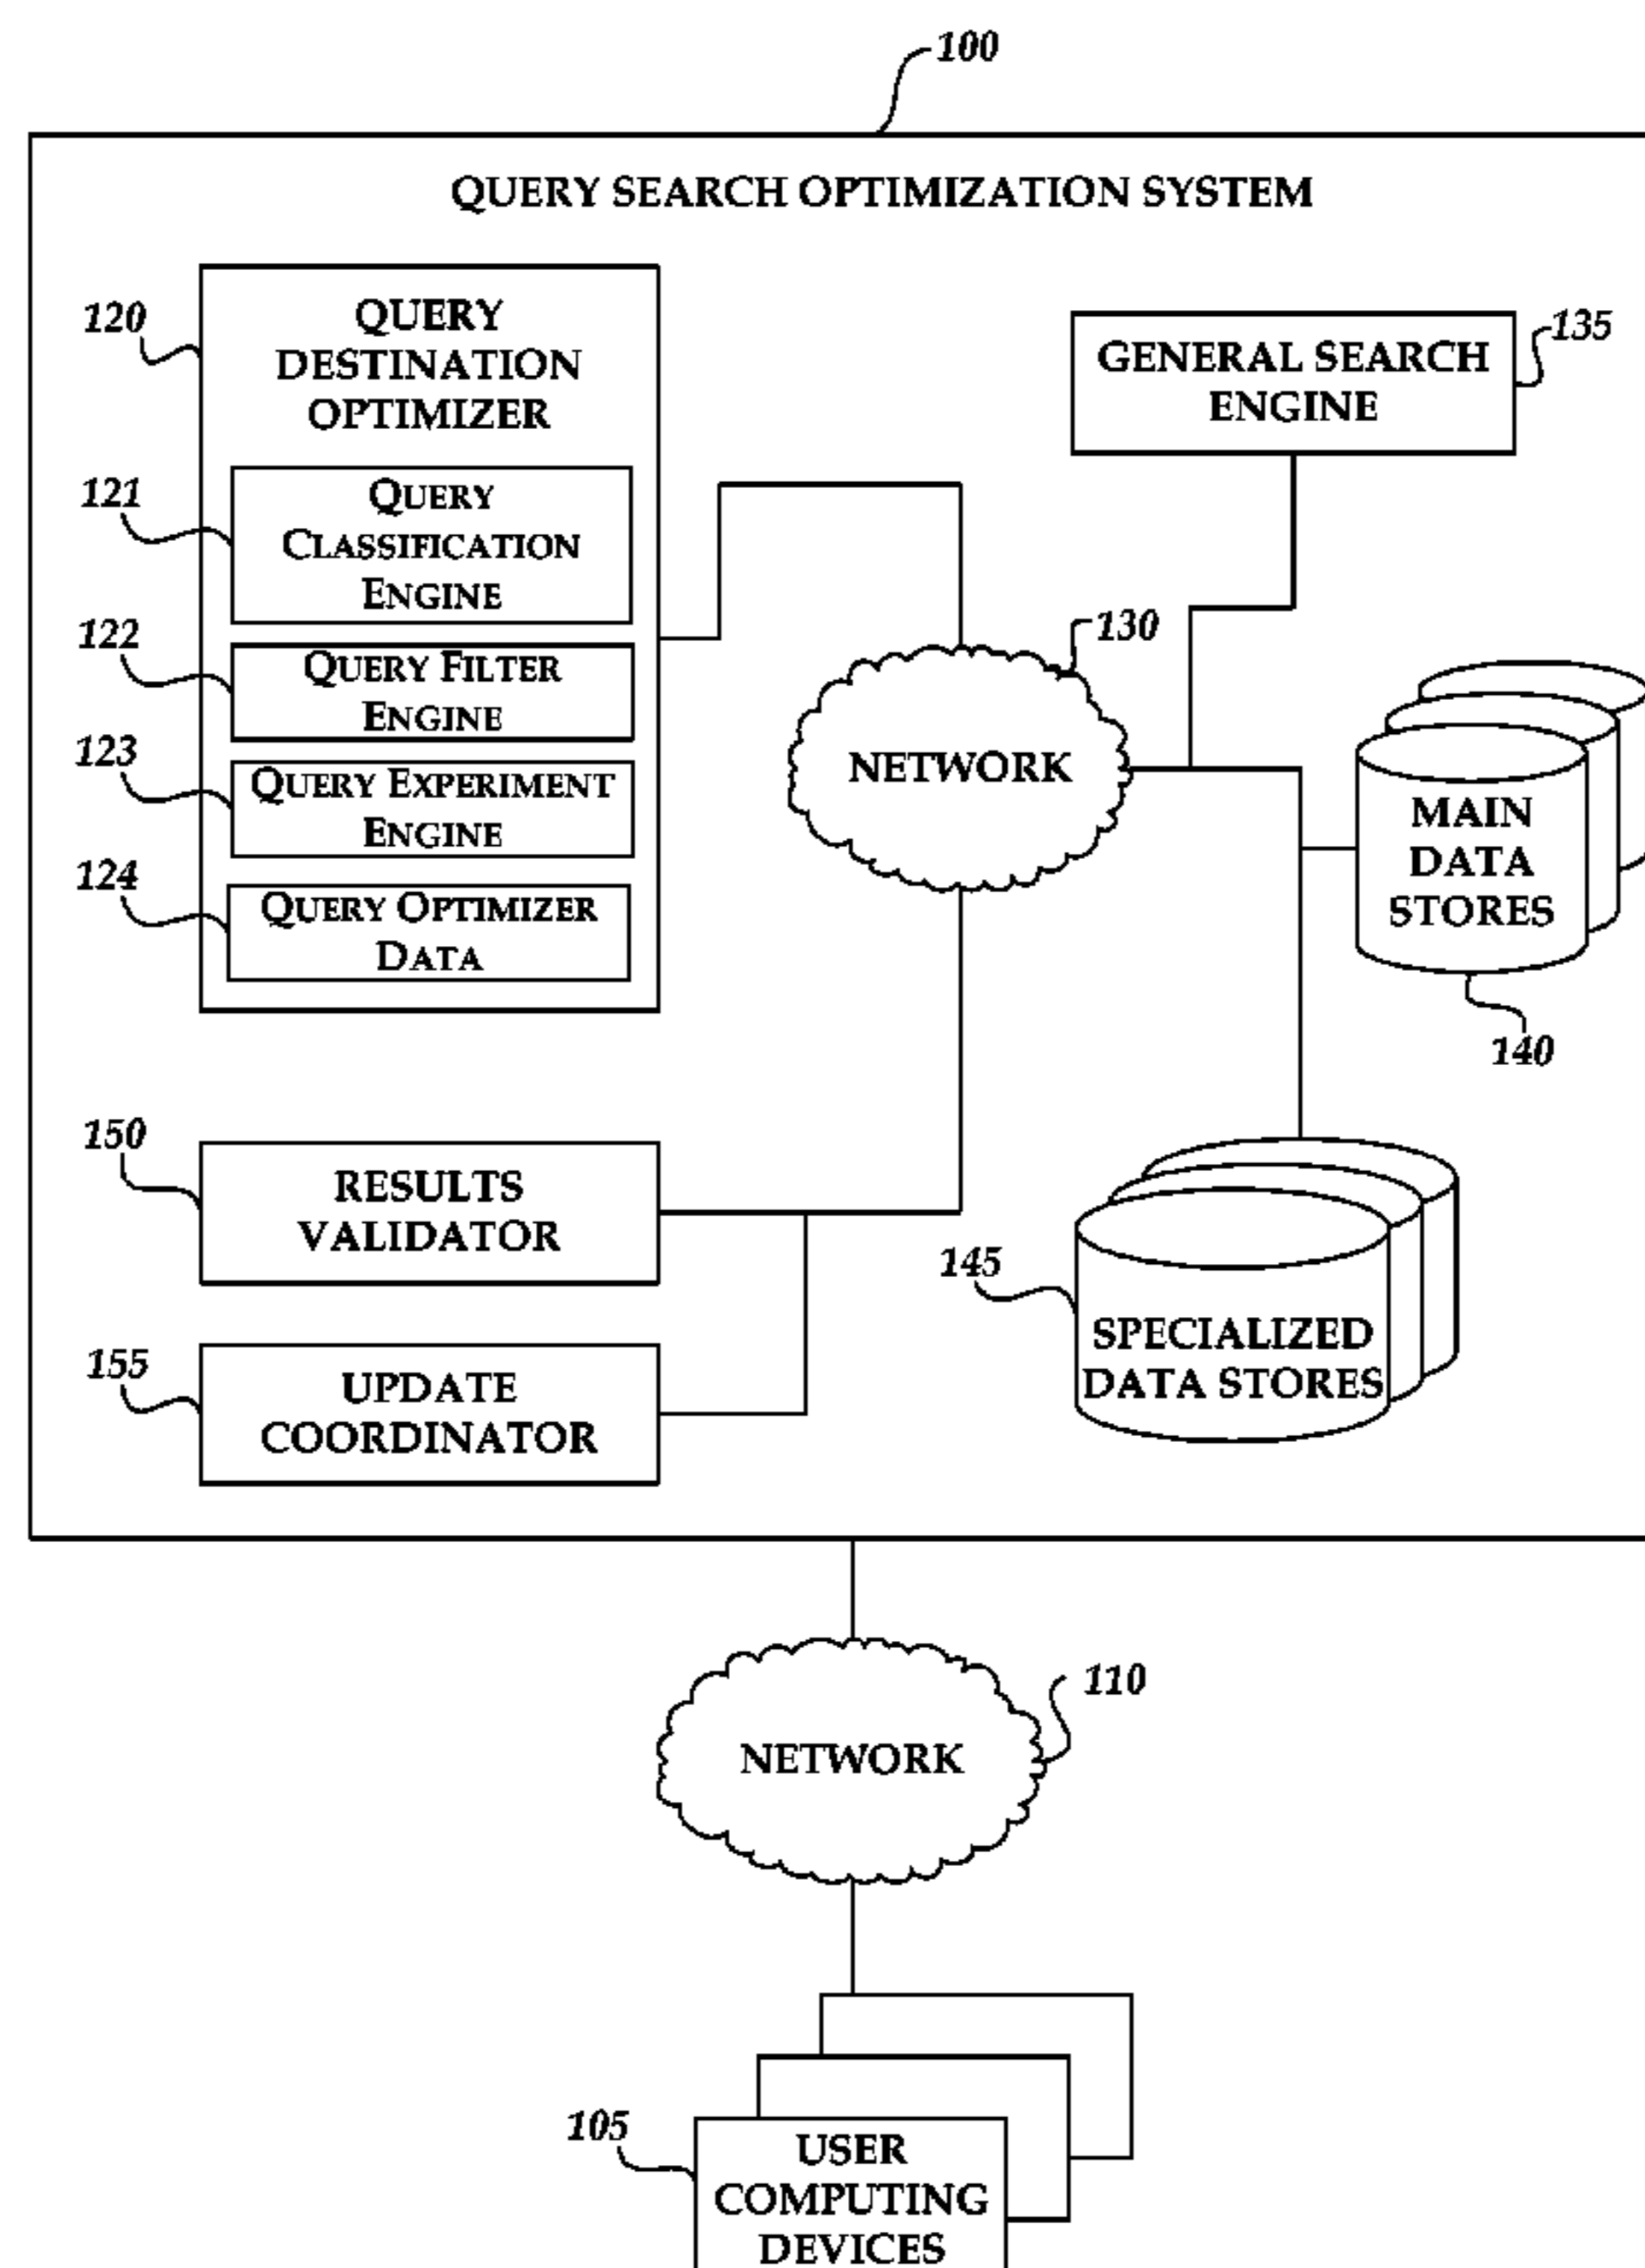 100
QUERY SEARCH OPTIMIZATION SYSTEM
120
QUERY
DESTINATION
OPTIMIZER
121
QUERY
CLASSIFICATION
ENGINE
122
QUERY FILTER
ENGINE
123
QUERY EXPERIMENT
ENGINE
124
QUERY OPTIMIZER
DATA
135
GENERAL SEARCH
ENGINE
130
NETWORK
MAIN
DATA
STORES
140
150
RESULTS
VALIDATOR
155
UPDATE
COORDINATOR
145
SPECIALIZED
DATA STORES
110
NETWORK
105
USER
COMPUTING
DEVICES